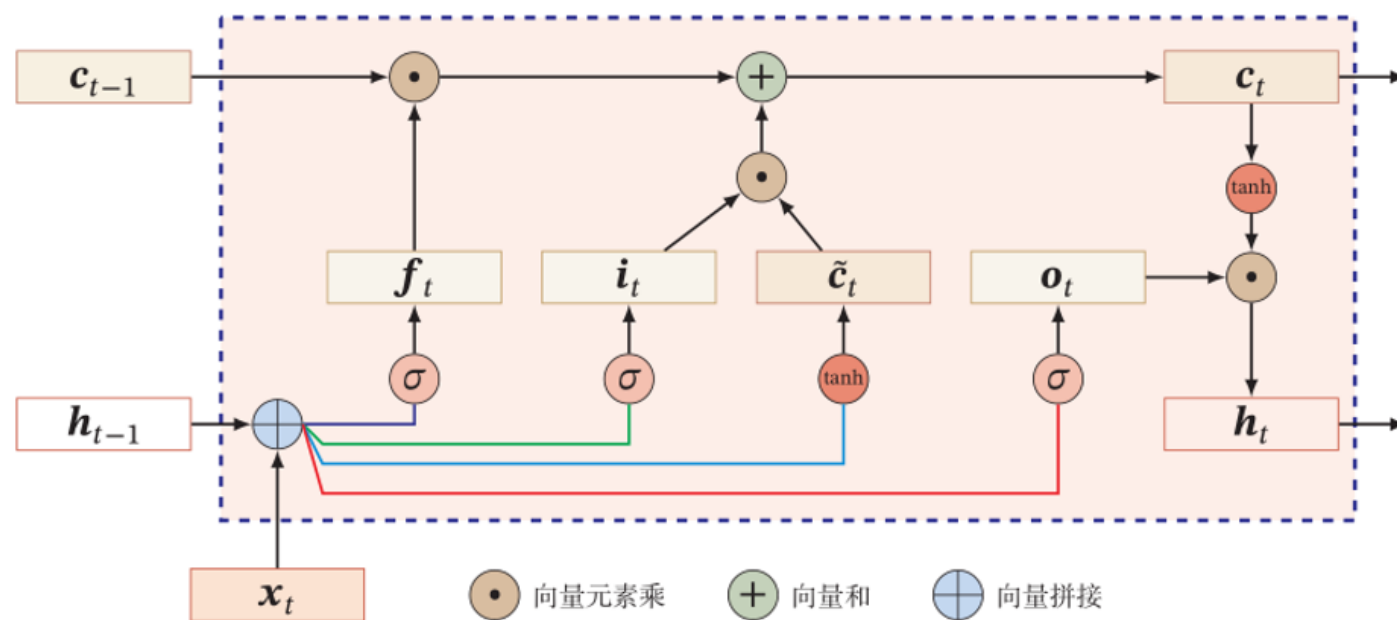 c_{t-1} ⊙ + c_t
⊙ tanh
f_t i_t c̃_t o_t ⊙
σ σ tanh σ
h_{t-1} h_t
x_t ⊙ 向量元素乘 + 向量和 ⊕ 向量拼接